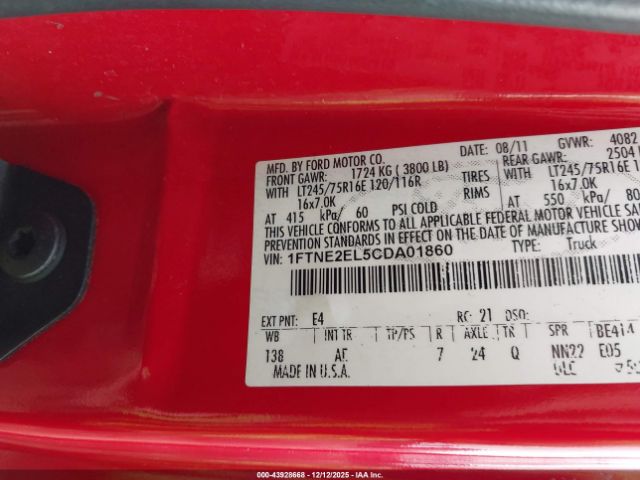 DATE: 08/11 GVWR: 4082
MFD. BY FORD MOTOR CO.
FRONT GAWR: 1724 KG ( 3800 LB) REAR GAWR: 2504
WITH LT245/75R16E 120/116R TIRES WITH LT245/75R16E
16x7.0K RIMS 16x7.0K
AT 415 kPa/ 60 PSI COLD AT 550 kPa/ 80
THIS VEHICLE CONFORMS TO ALL APPLICABLE FEDERAL MOTOR VEHICLE SAF
PREVENTION STANDARDS IN EFFECT ON THE DATE OF MANUFACTURE SHOW
VIN: 1FTNE2EL5CDA01860 TYPE: Truck
EXT PNT: E4 RC: 21 DSO:
WB INT TR TP/PS R AXLE TR SPR BE414
138 AE 7 24 Q NN22 E05
MADE IN U.S.A. ULC
000-43928668 - 12/12/2025 - IAA, Inc.